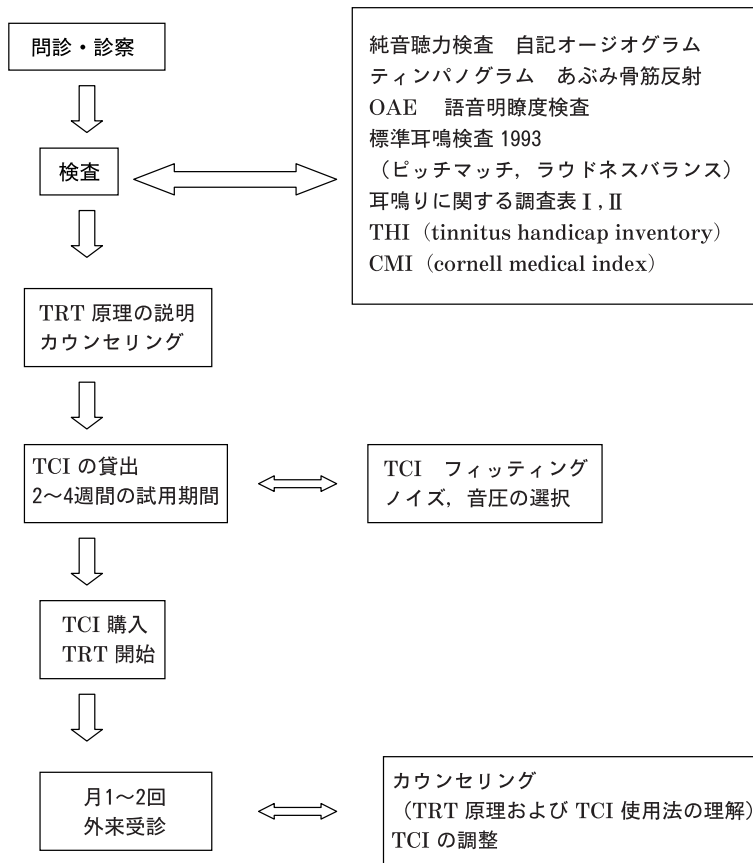 問診・診察
検査
純音聴力検査　自記オージオグラム
ティンパノグラム　あぶみ骨筋反射
OAE　語音明瞭度検査
標準耳鳴検査 1993
（ピッチマッチ，ラウドネスバランス）
耳鳴りに関する調査表Ⅰ,Ⅱ
THI（tinnitus handicap inventory）
CMI（cornell medical index）
TRT 原理の説明
カウンセリング
TCI の貸出
2〜4週間の試用期間
TCI　フィッティング
ノイズ，音圧の選択
TCI 購入
TRT 開始
月1〜2回
外来受診
カウンセリング
（TRT 原理および TCI 使用法の理解）
TCI の調整